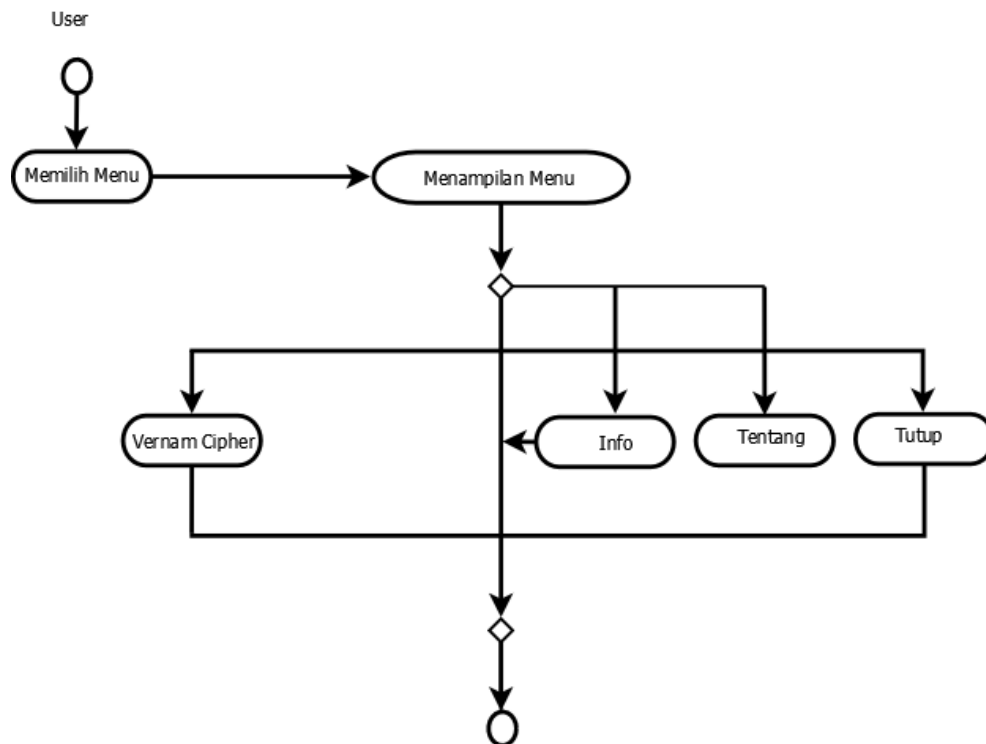 User
Memilih Menu
Menampilan Menu
Vernam Cipher
Info
Tentang
Tutup